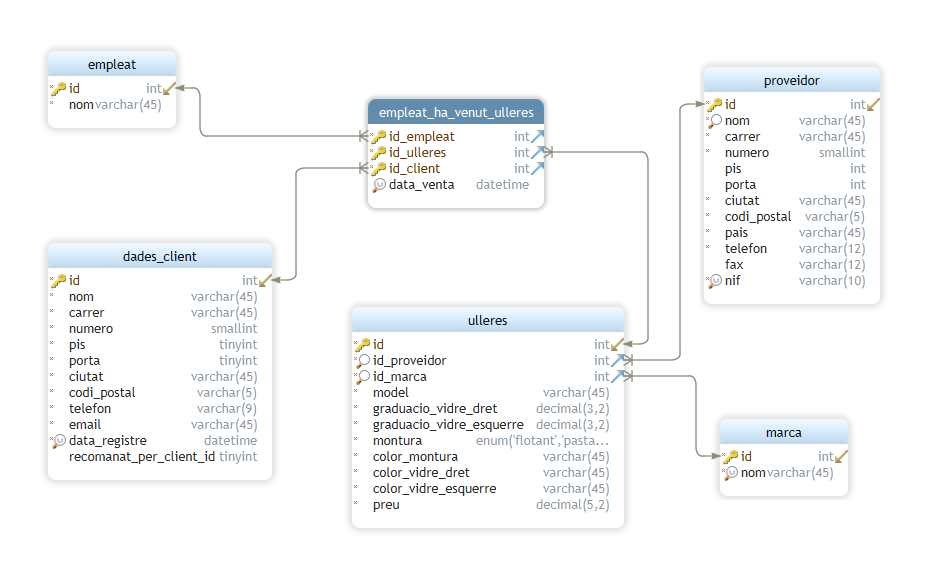 empleat
id int
nom varchar(45)
empleat_ha_venut_ulleres
id_empleat int
id_ulleres int
id_client int
data_venta datetime
proveidor
id int
nom varchar(45)
carrer varchar(45)
numero smallint
pis int
porta int
ciutat varchar(45)
codi_postal varchar(5)
pais varchar(45)
telefon varchar(12)
fax varchar(12)
nif varchar(10)
dades_client
id int
nom varchar(45)
carrer varchar(45)
numero smallint
pis tinyint
porta tinyint
ciutat varchar(45)
codi_postal varchar(5)
telefon varchar(9)
email varchar(45)
data_registre datetime
recomanat_per_client_id tinyint
ulleres
id int
id_proveidor int
id_marca int
model varchar(45)
graduacio_vidre_dret decimal(3,2)
graduacio_vidre_esquerre decimal(3,2)
montura enum('flotant','pasta...
color_montura varchar(45)
color_vidre_dret varchar(45)
color_vidre_esquerre varchar(45)
preu decimal(5,2)
marca
id int
nom varchar(45)